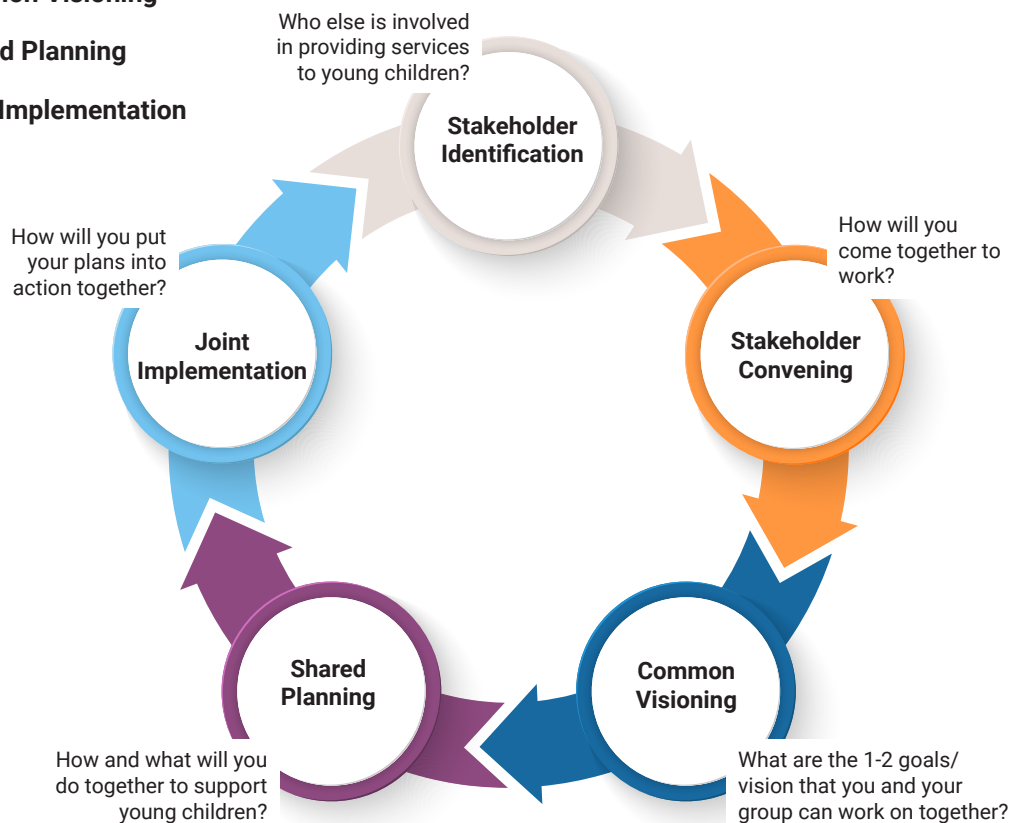 d Planning
Implementation
Who else is involved
in providing services
to young children?
Stakeholder
Identification
How will you
come together to
work?
Stakeholder
Convening
Common
Visioning
What are the 1-2 goals/
vision that you and your
group can work on together?
Shared
Planning
How and what will you
do together to support
young children?
Joint
Implementation
How will you put
your plans into
action together?